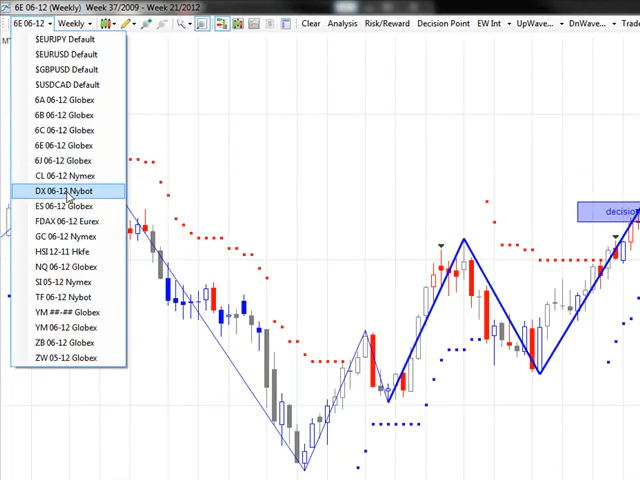 6E 06-12 (Weekly) Week 37/2009 - Week 21/2012
6E 06-12 Weekly Clear Analysis Risk/Reward Decision Point EW Int UpWave... DnWave... Trade
$EURJPY Default
$EURUSD Default
$GBPUSD Default
$USDCAD Default
6A 06-12 Globex
6B 06-12 Globex
6C 06-12 Globex
6E 06-12 Globex
6J 06-12 Globex
CL 06-12 Nymex
DX 06-12 Nybot
ES 06-12 Globex
decisio
FDAX 06-12 Eurex
GC 06-12 Nymex
HSI 12-11 Hkfe
NQ 06-12 Globex
SI 05-12 Nymex
TF 06-12 Nybot
YM ##-## Globex
YM 06-12 Globex
ZB 06-12 Globex
ZW 05-12 Globex